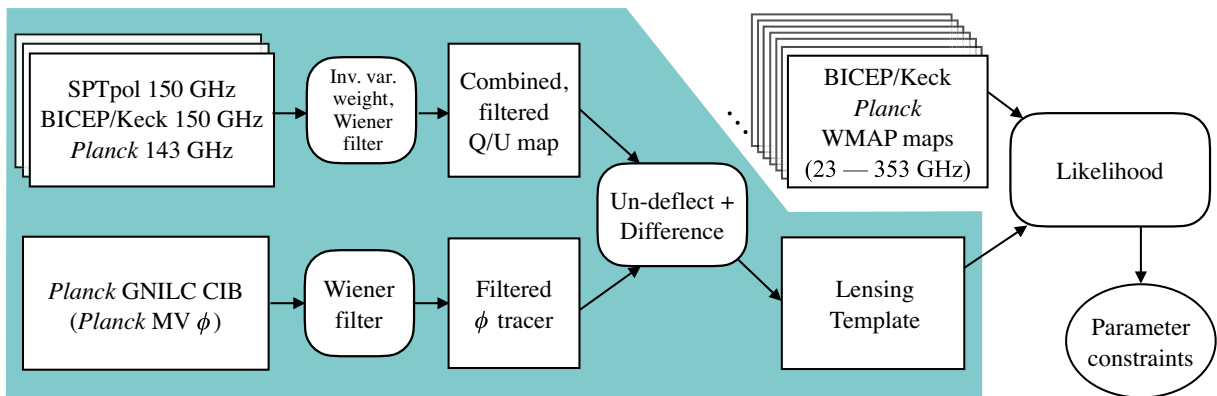 SPTpol 150 GHz
BICEP/Keck 150 GHz
Planck 143 GHz
Inv. var.
weight,
Wiener
filter
Combined,
filtered
Q/U map
Planck GNILC CIB
(Planck MV ϕ)
Wiener
filter
Filtered
ϕ tracer
Un-deflect +
Difference
Lensing
Template
BICEP/Keck
Planck
WMAP maps
(23 — 353 GHz)
Likelihood
Parameter
constraints